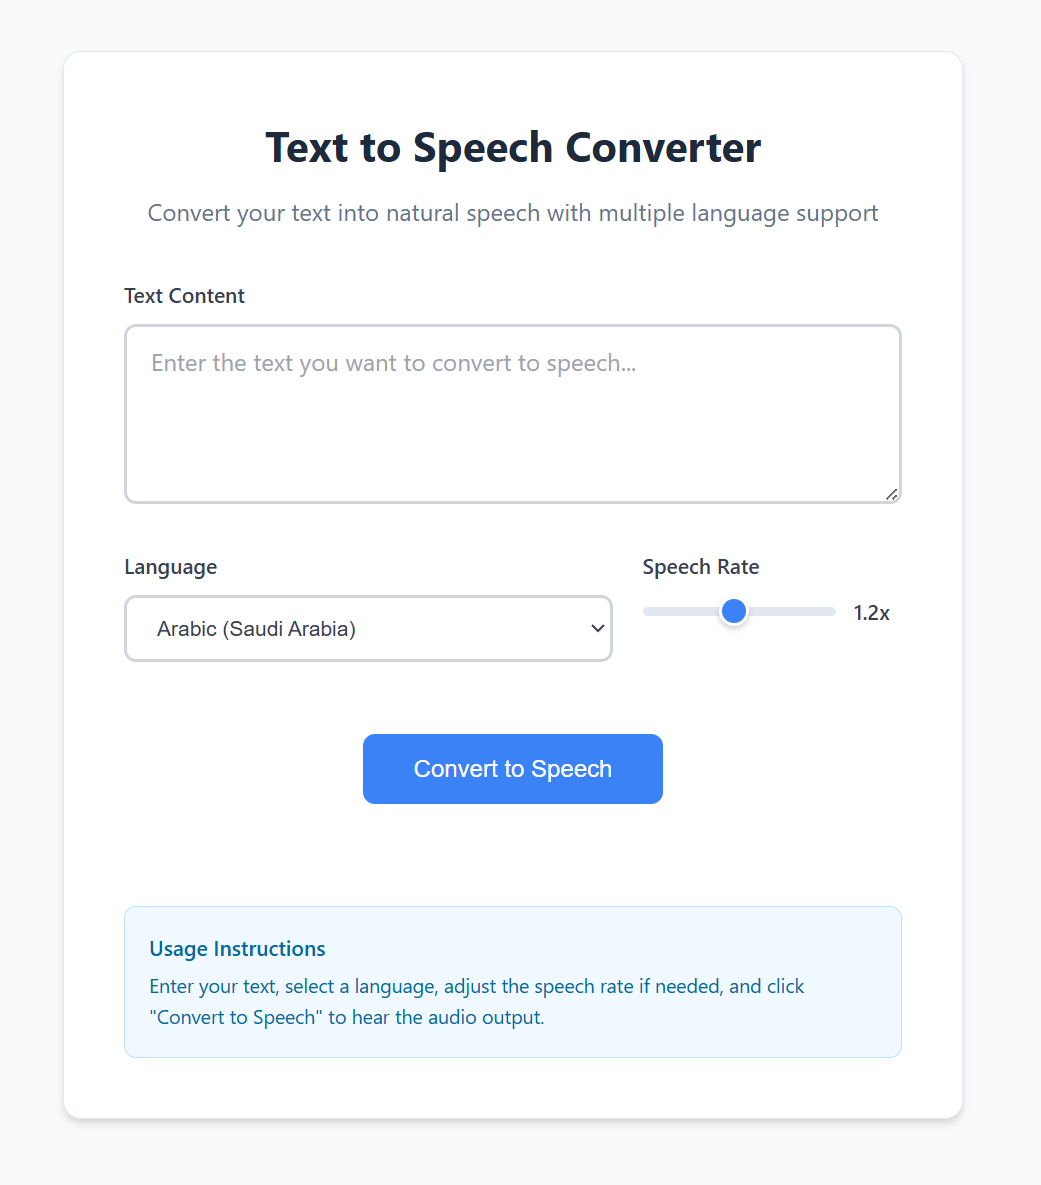 Text to Speech Converter
Convert your text into natural speech with multiple language support
Text Content
Enter the text you want to convert to speech...
Language
Arabic (Saudi Arabia)
Speech Rate
1.2x
Convert to Speech
Usage Instructions
Enter your text, select a language, adjust the speech rate if needed, and click
"Convert to Speech" to hear the audio output.